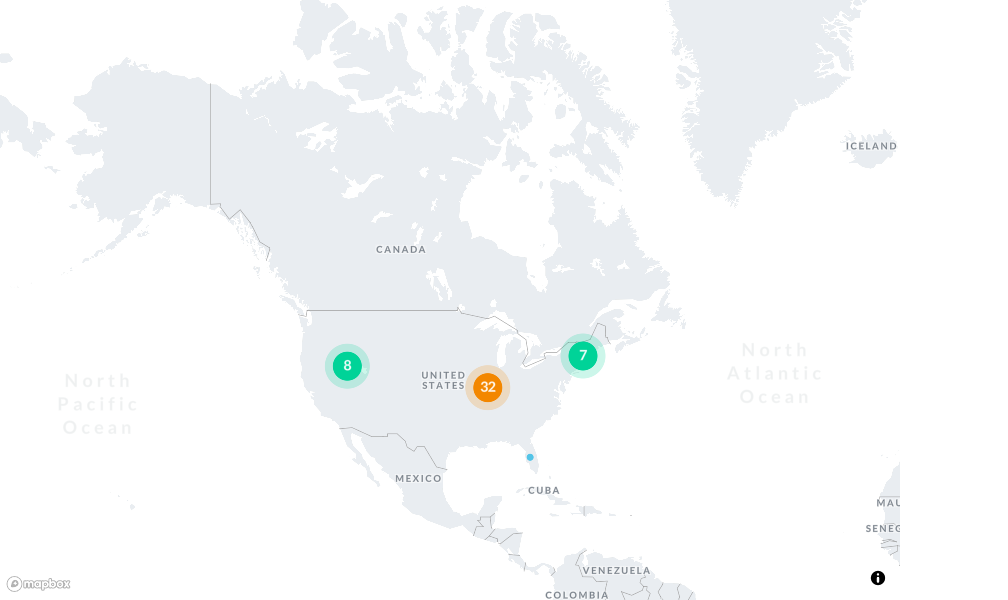 ICELAND
CANADA
North
Atlantic
Ocean
7
8
UNITED
STATES
32
North
Pacific
Ocean
MEXICO
CUBA
MAU
SENEG
VENEZUELA
COLOMBIA
mapbox